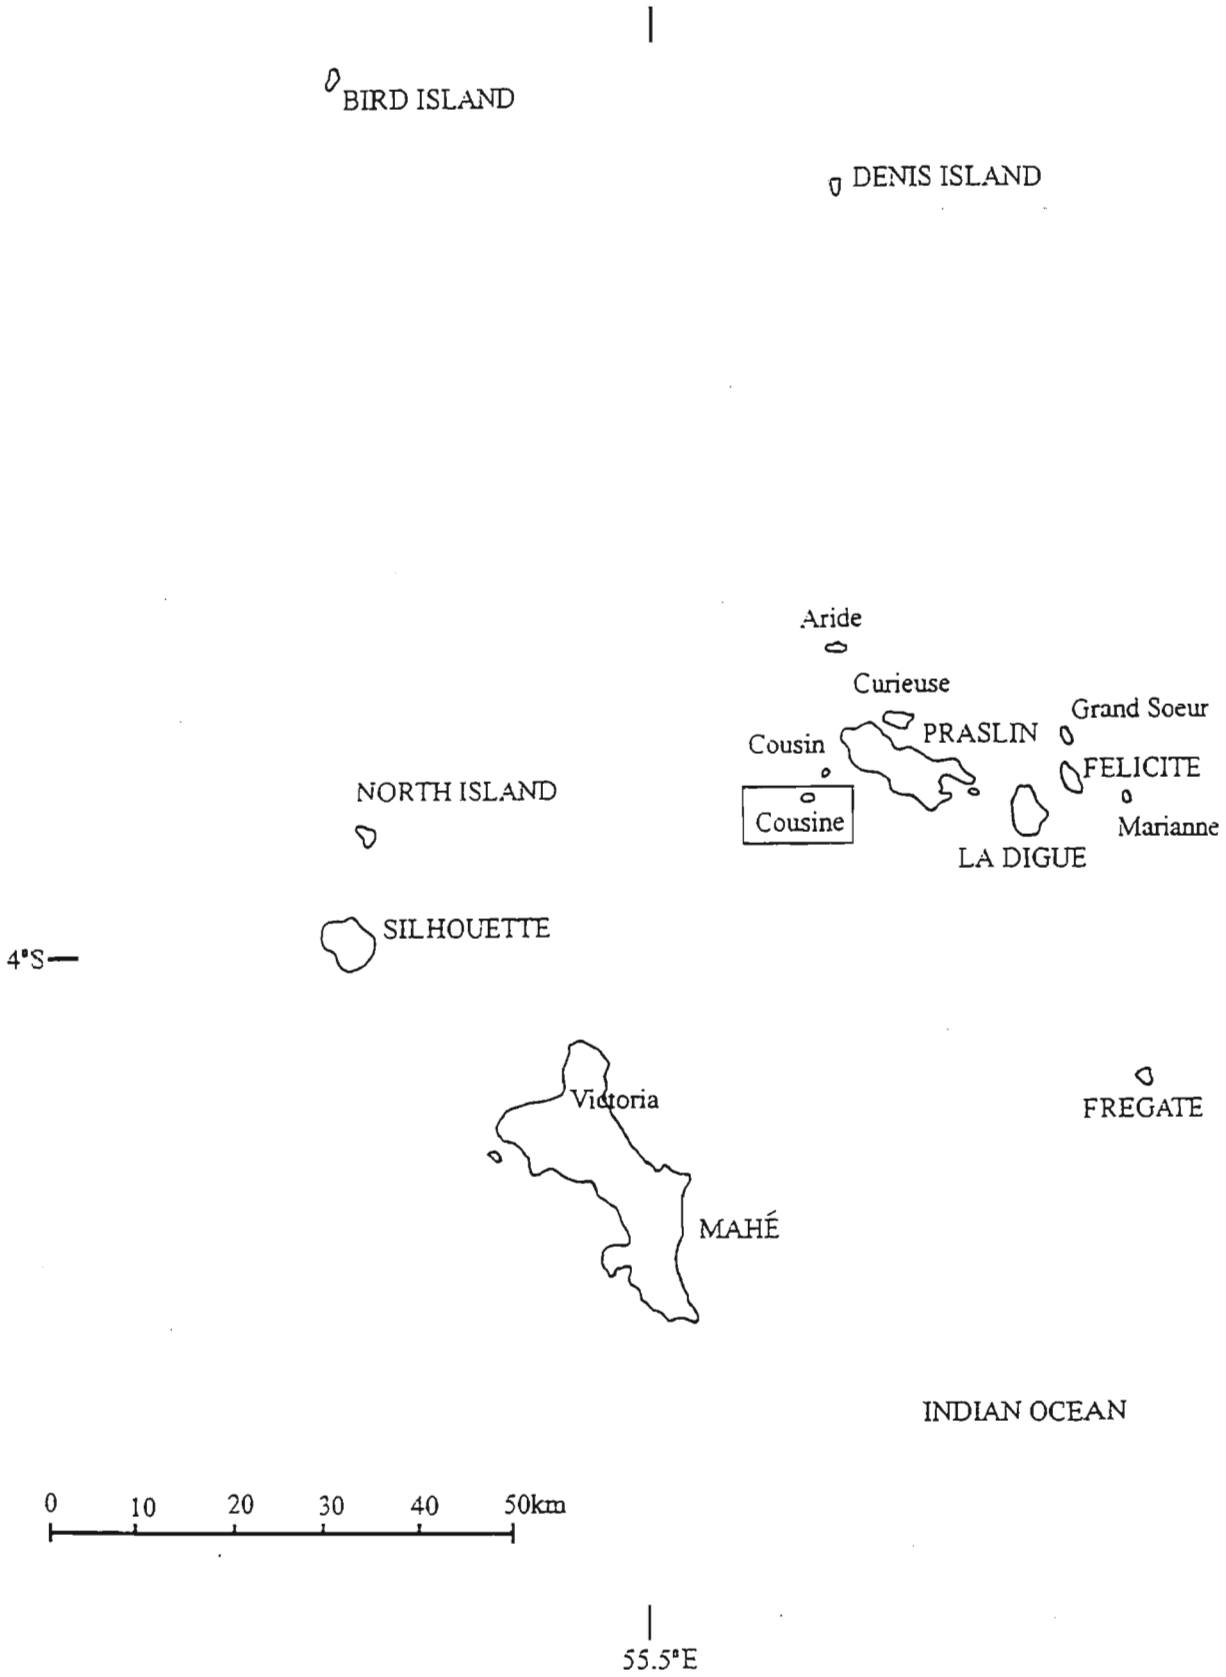 BIRD ISLAND
DENIS ISLAND
Aride
Curieuse
Grand Soeur
PRASLIN
Cousin
FELICITE
NORTH ISLAND
Cousine
Marianne
LA DIGUE
SILHOUETTE
4°S
Victoria
FREGATE
MAHÉ
INDIAN OCEAN
0 10 20 30 40 50km
55.5°E